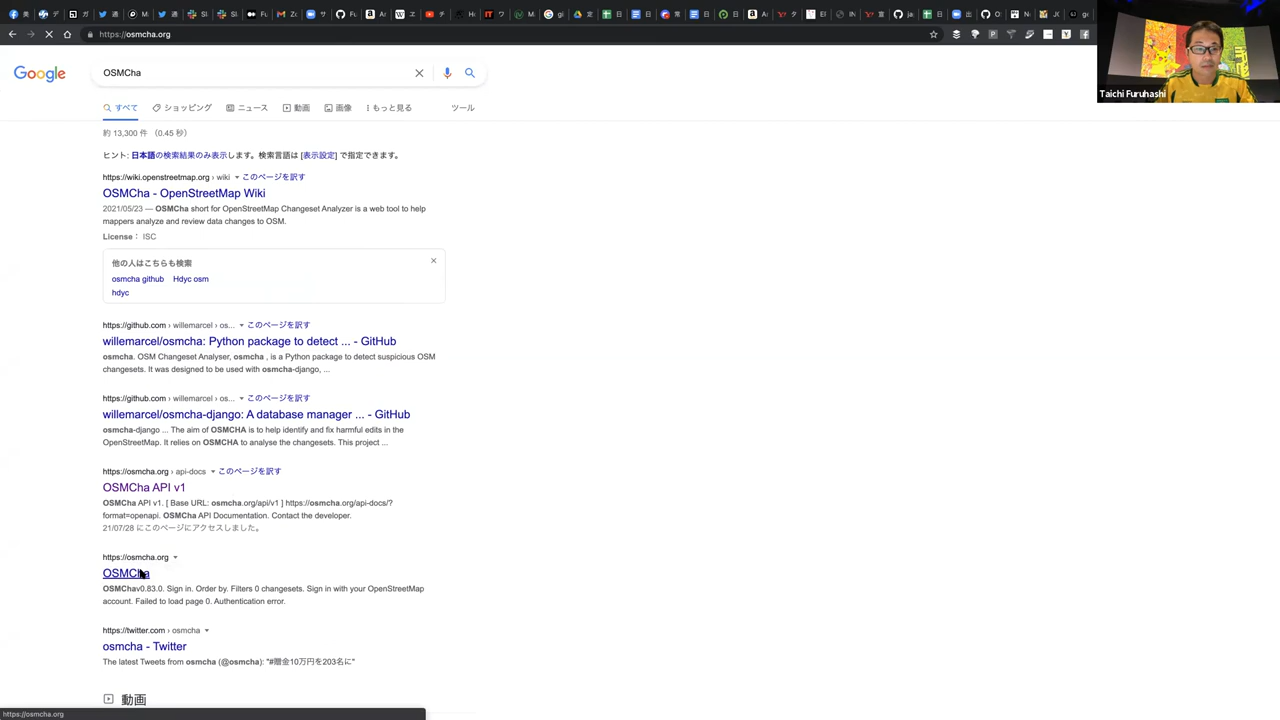 https://osmcha.org
Taichi Furuhashi
Google
OSMCha
すべて ショッピング ニュース 動画 画像 もっと見る ツール
約 13,300 件 （0.45 秒）
ヒント: 日本語の検索結果のみ表示します。検索言語は [表示設定] で指定できます。
https://wiki.openstreetmap.org › wiki このページを訳す
OSMCha - OpenStreetMap Wiki
2021/05/23 — OSMCha short for OpenStreetMap Changeset Analyzer is a web tool to help
mappers analyze and review data changes to OSM.
License： ISC
他の人はこちらも検索
osmcha github Hdyc osm
hdyc
https://github.com › willemarcel › os... このページを訳す
willemarcel/osmcha: Python package to detect ... - GitHub
osmcha. OSM Changeset Analyser, osmcha , is a Python package to detect suspicious OSM
changesets. It was designed to be used with osmcha-django, ...
https://github.com › willemarcel › os... このページを訳す
willemarcel/osmcha-django: A database manager ... - GitHub
osmcha-django ... The aim of OSMCHA is to help identify and fix harmful edits in the
OpenStreetMap. It relies on OSMCHA to analyse the changesets. This project ...
https://osmcha.org › api-docs このページを訳す
OSMCha API v1
OSMCha API v1. [ Base URL: osmcha.org/api/v1 ] https://osmcha.org/api-docs/?
format=openapi. OSMCha API Documentation. Contact the developer.
21/07/28 にこのページにアクセスしました。
https://osmcha.org
OSMCha
OSMChav0.83.0. Sign in. Order by. Filters 0 changesets. Sign in with your OpenStreetMap
account. Failed to load page 0. Authentication error.
https://twitter.com › osmcha
osmcha - Twitter
The latest Tweets from osmcha (@osmcha): "#贈金10万円を203名に"
動画
https://osmcha.org